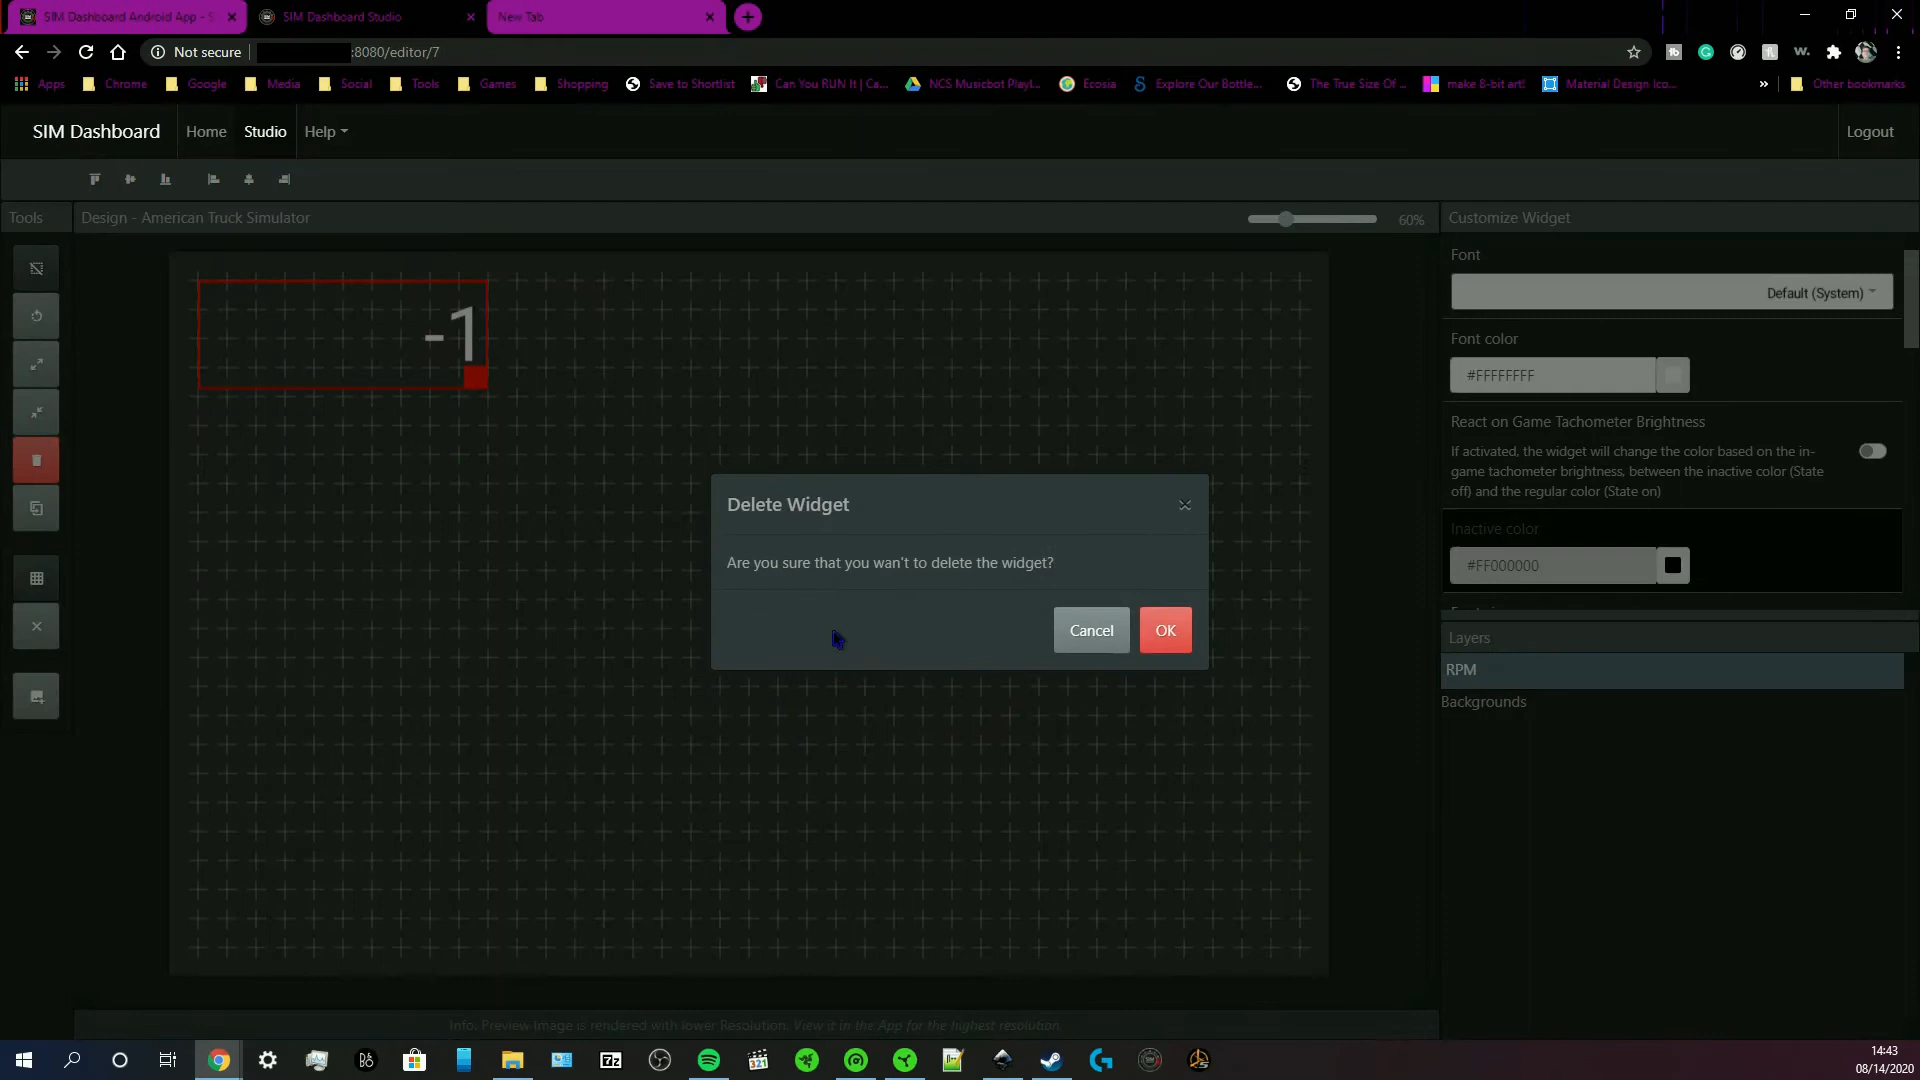 SIM Dashboard Android App - S
SIM Dashboard Studio
New Tab
Not secure
:8080/editor/7
Apps
Chrome
Google
Media
Social
Tools
Games
Shopping
Save to Shortlist
Can You RUN It | Ca...
NCS Musicbot PlayL...
Ecosia
Explore Our Bottle...
The True Size Of ...
make 8-bit art!
Material Design Ico...
»
Other bookmarks
SIM Dashboard
Home
Studio
Help
Logout
Tools
Design - American Truck Simulator
60%
Customize Widget
Font
Default (System)
Font color
#FFFFFFFF
React on Game Tachometer Brightness
If activated, the widget will change the color based on the in-
game tachometer brightness, between the inactive color (State
off) and the regular color (State on)
Inactive color
#FF000000
-1
Delete Widget
Are you sure that you wan't to delete the widget?
Cancel
OK
Layers
RPM
Backgrounds
Info: Preview Image is rendered with lower Resolution. View it in the App for the highest resolution.
7z
321
14:43
08/14/2020